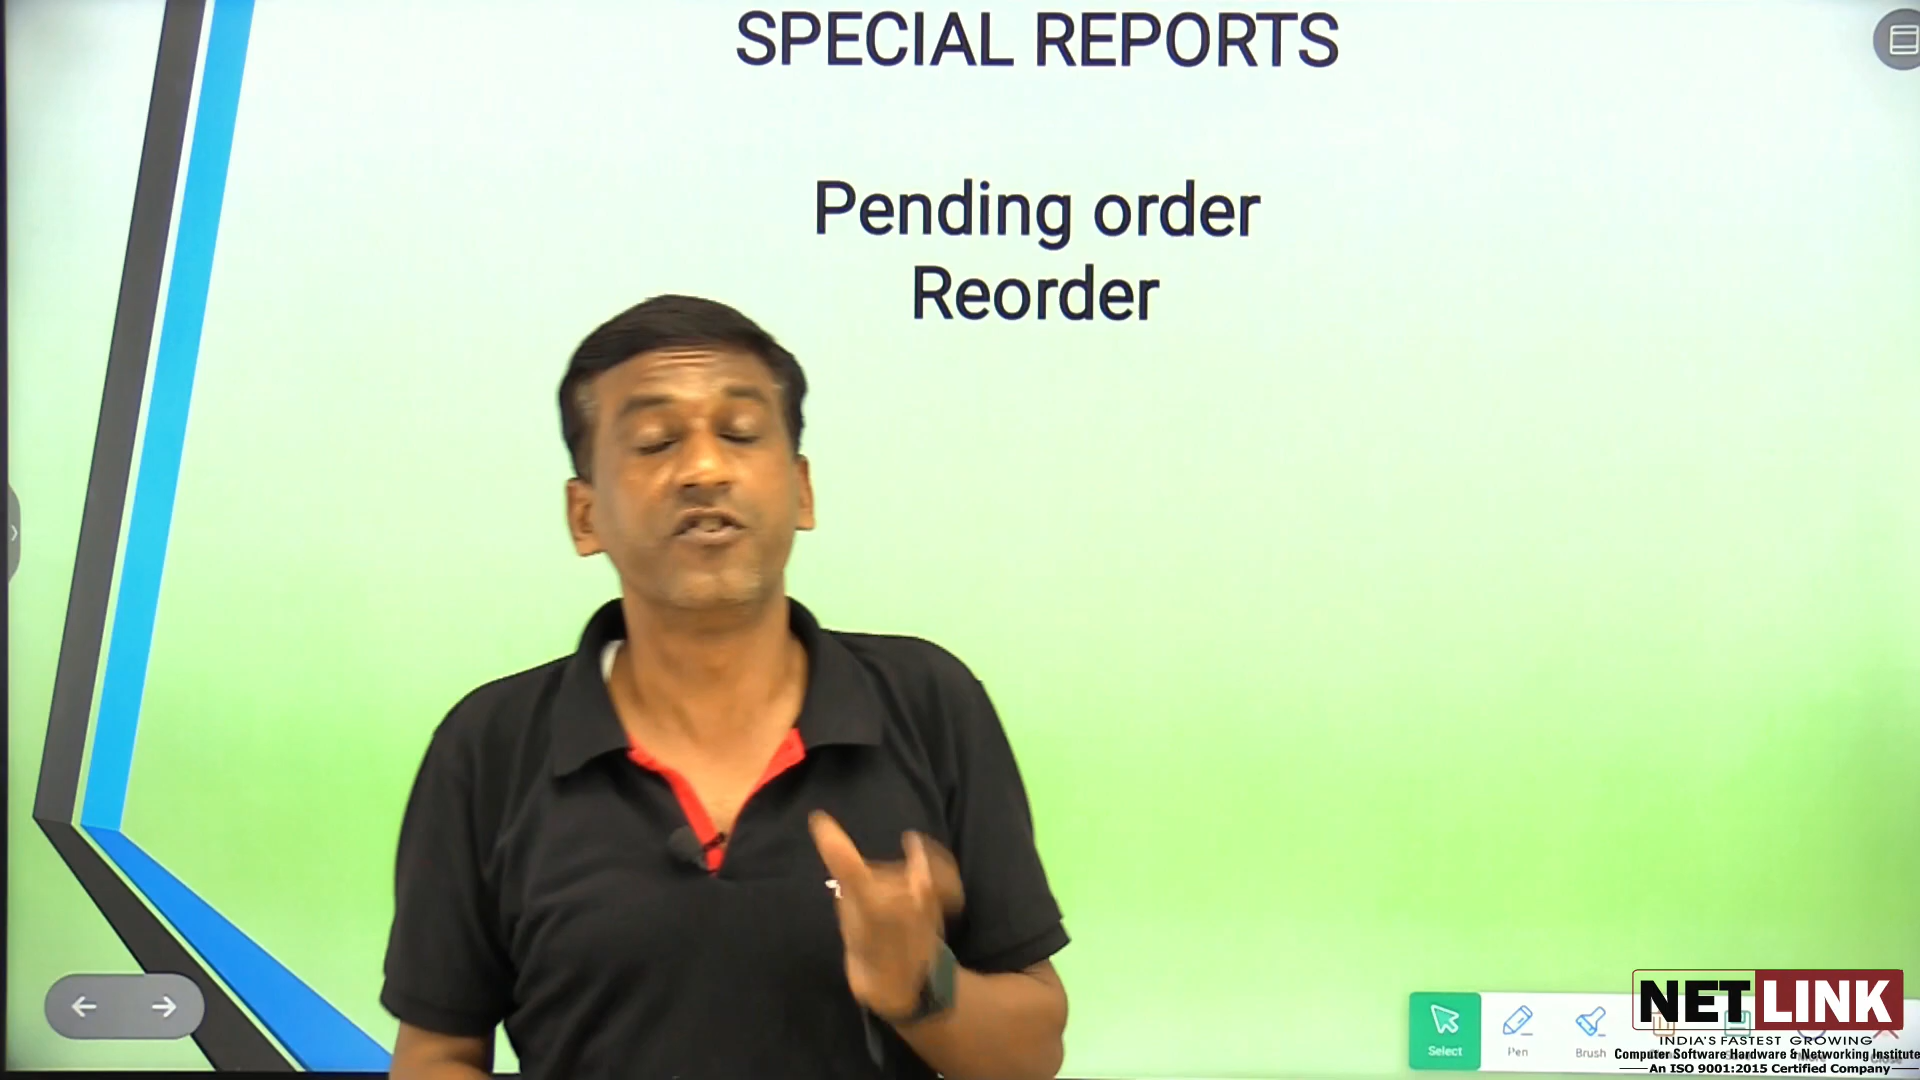 SPECIAL REPORTS
Pending order
Reorder
Select
Pen
Brush
NETLINK
INDIA'S FASTEST GROWING
Computer Software Hardware & Networking Institute
An ISO 9001:2015 Certified Company